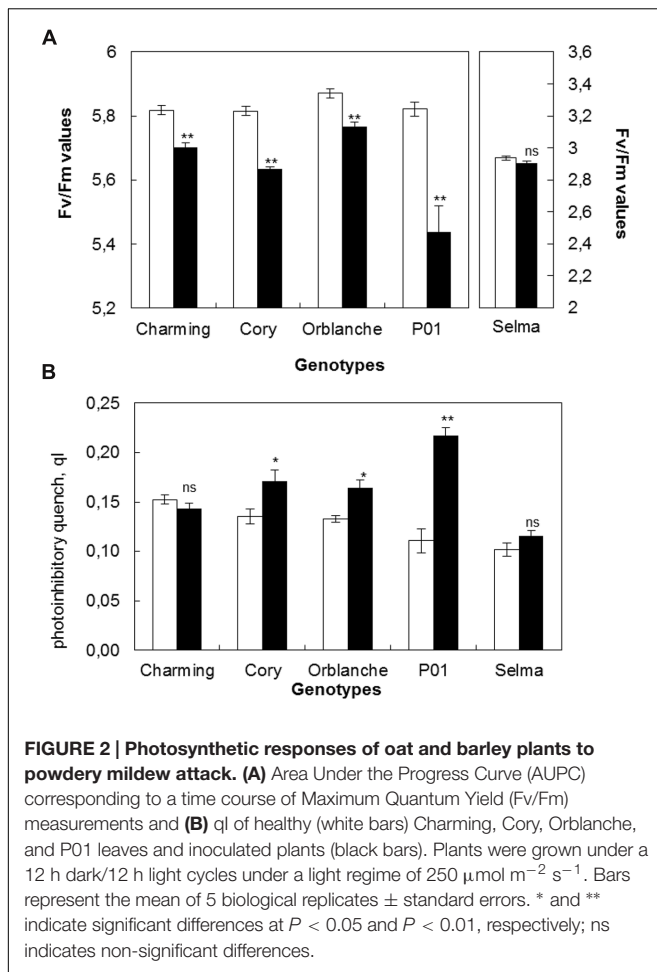 A
6
5,8
5,6
5,4
5,2
Fv/Fm values
** ** ** ** ns
3,6
3,4
3,2
3
2,8
2,6
2,4
2,2
2
Fv/Fm values
Charming Cory Orblanche P01 Selma
Genotypes
B
0,25
0,20
0,15
0,10
0,05
0,00
photoinhibitory quench, qI
ns * * ** ns
Charming Cory Orblanche P01 Selma
Genotypes
FIGURE 2 | Photosynthetic responses of oat and barley plants to
powdery mildew attack. (A) Area Under the Progress Curve (AUPC)
corresponding to a time course of Maximum Quantum Yield (Fv/Fm)
measurements and (B) qI of healthy (white bars) Charming, Cory, Orblanche,
and P01 leaves and inoculated plants (black bars). Plants were grown under a
12 h dark/12 h light cycles under a light regime of 250 μmol m⁻² s⁻¹. Bars
represent the mean of 5 biological replicates ± standard errors. * and **
indicate significant differences at P < 0.05 and P < 0.01, respectively; ns
indicates non-significant differences.